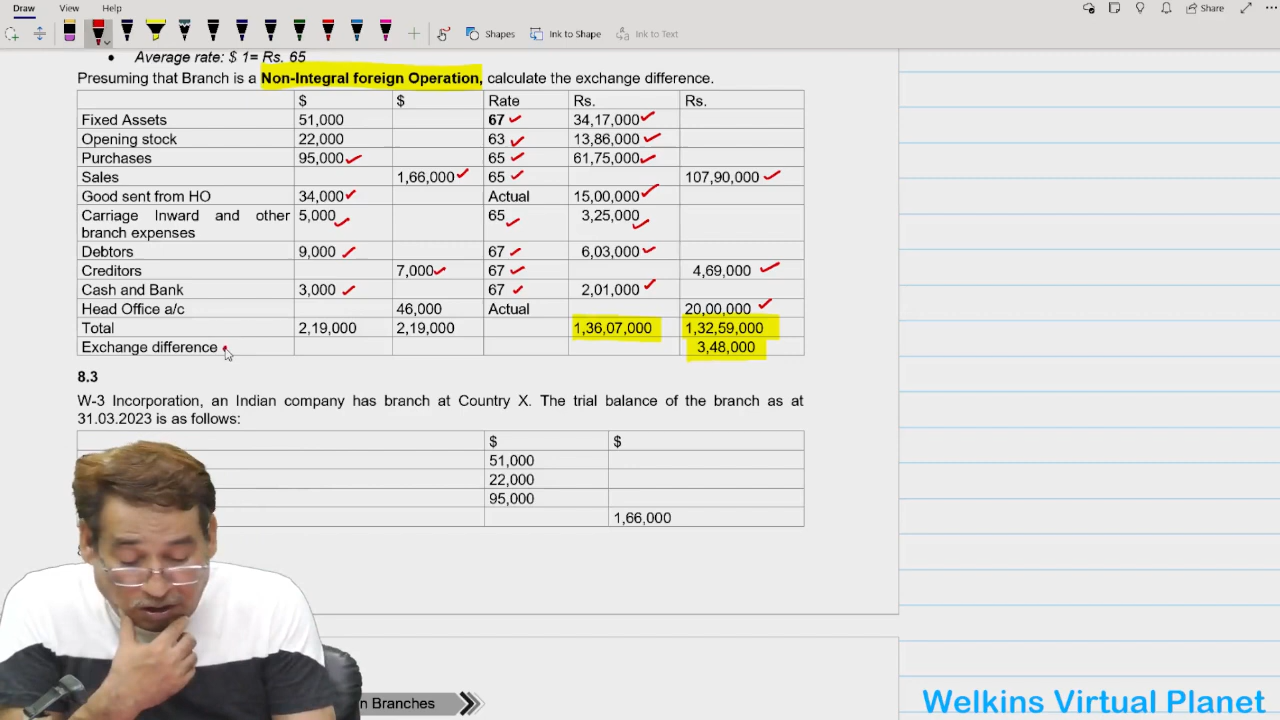 Draw View Help Share
Shapes Ink to Shape Ink to Text
• Average rate: $ 1= Rs. 65
Presuming that Branch is a Non-Integral foreign Operation, calculate the exchange difference.
$ $ Rate Rs. Rs.
Fixed Assets 51,000 67 34,17,000
Opening stock 22,000 63 13,86,000
Purchases 95,000 65 61,75,000
Sales 1,66,000 65 107,90,000
Good sent from HO 34,000 Actual 15,00,000
Carriage Inward and other 5,000 65 3,25,000
branch expenses
Debtors 9,000 67 6,03,000
Creditors 7,000 67 4,69,000
Cash and Bank 3,000 67 2,01,000
Head Office a/c 46,000 Actual 20,00,000
Total 2,19,000 2,19,000 1,36,07,000 1,32,59,000
Exchange difference 3,48,000
8.3
W-3 Incorporation, an Indian company has branch at Country X. The trial balance of the branch as at
31.03.2023 is as follows:
$ $
51,000
22,000
95,000
1,66,000
n Branches
Welkins Virtual Planet